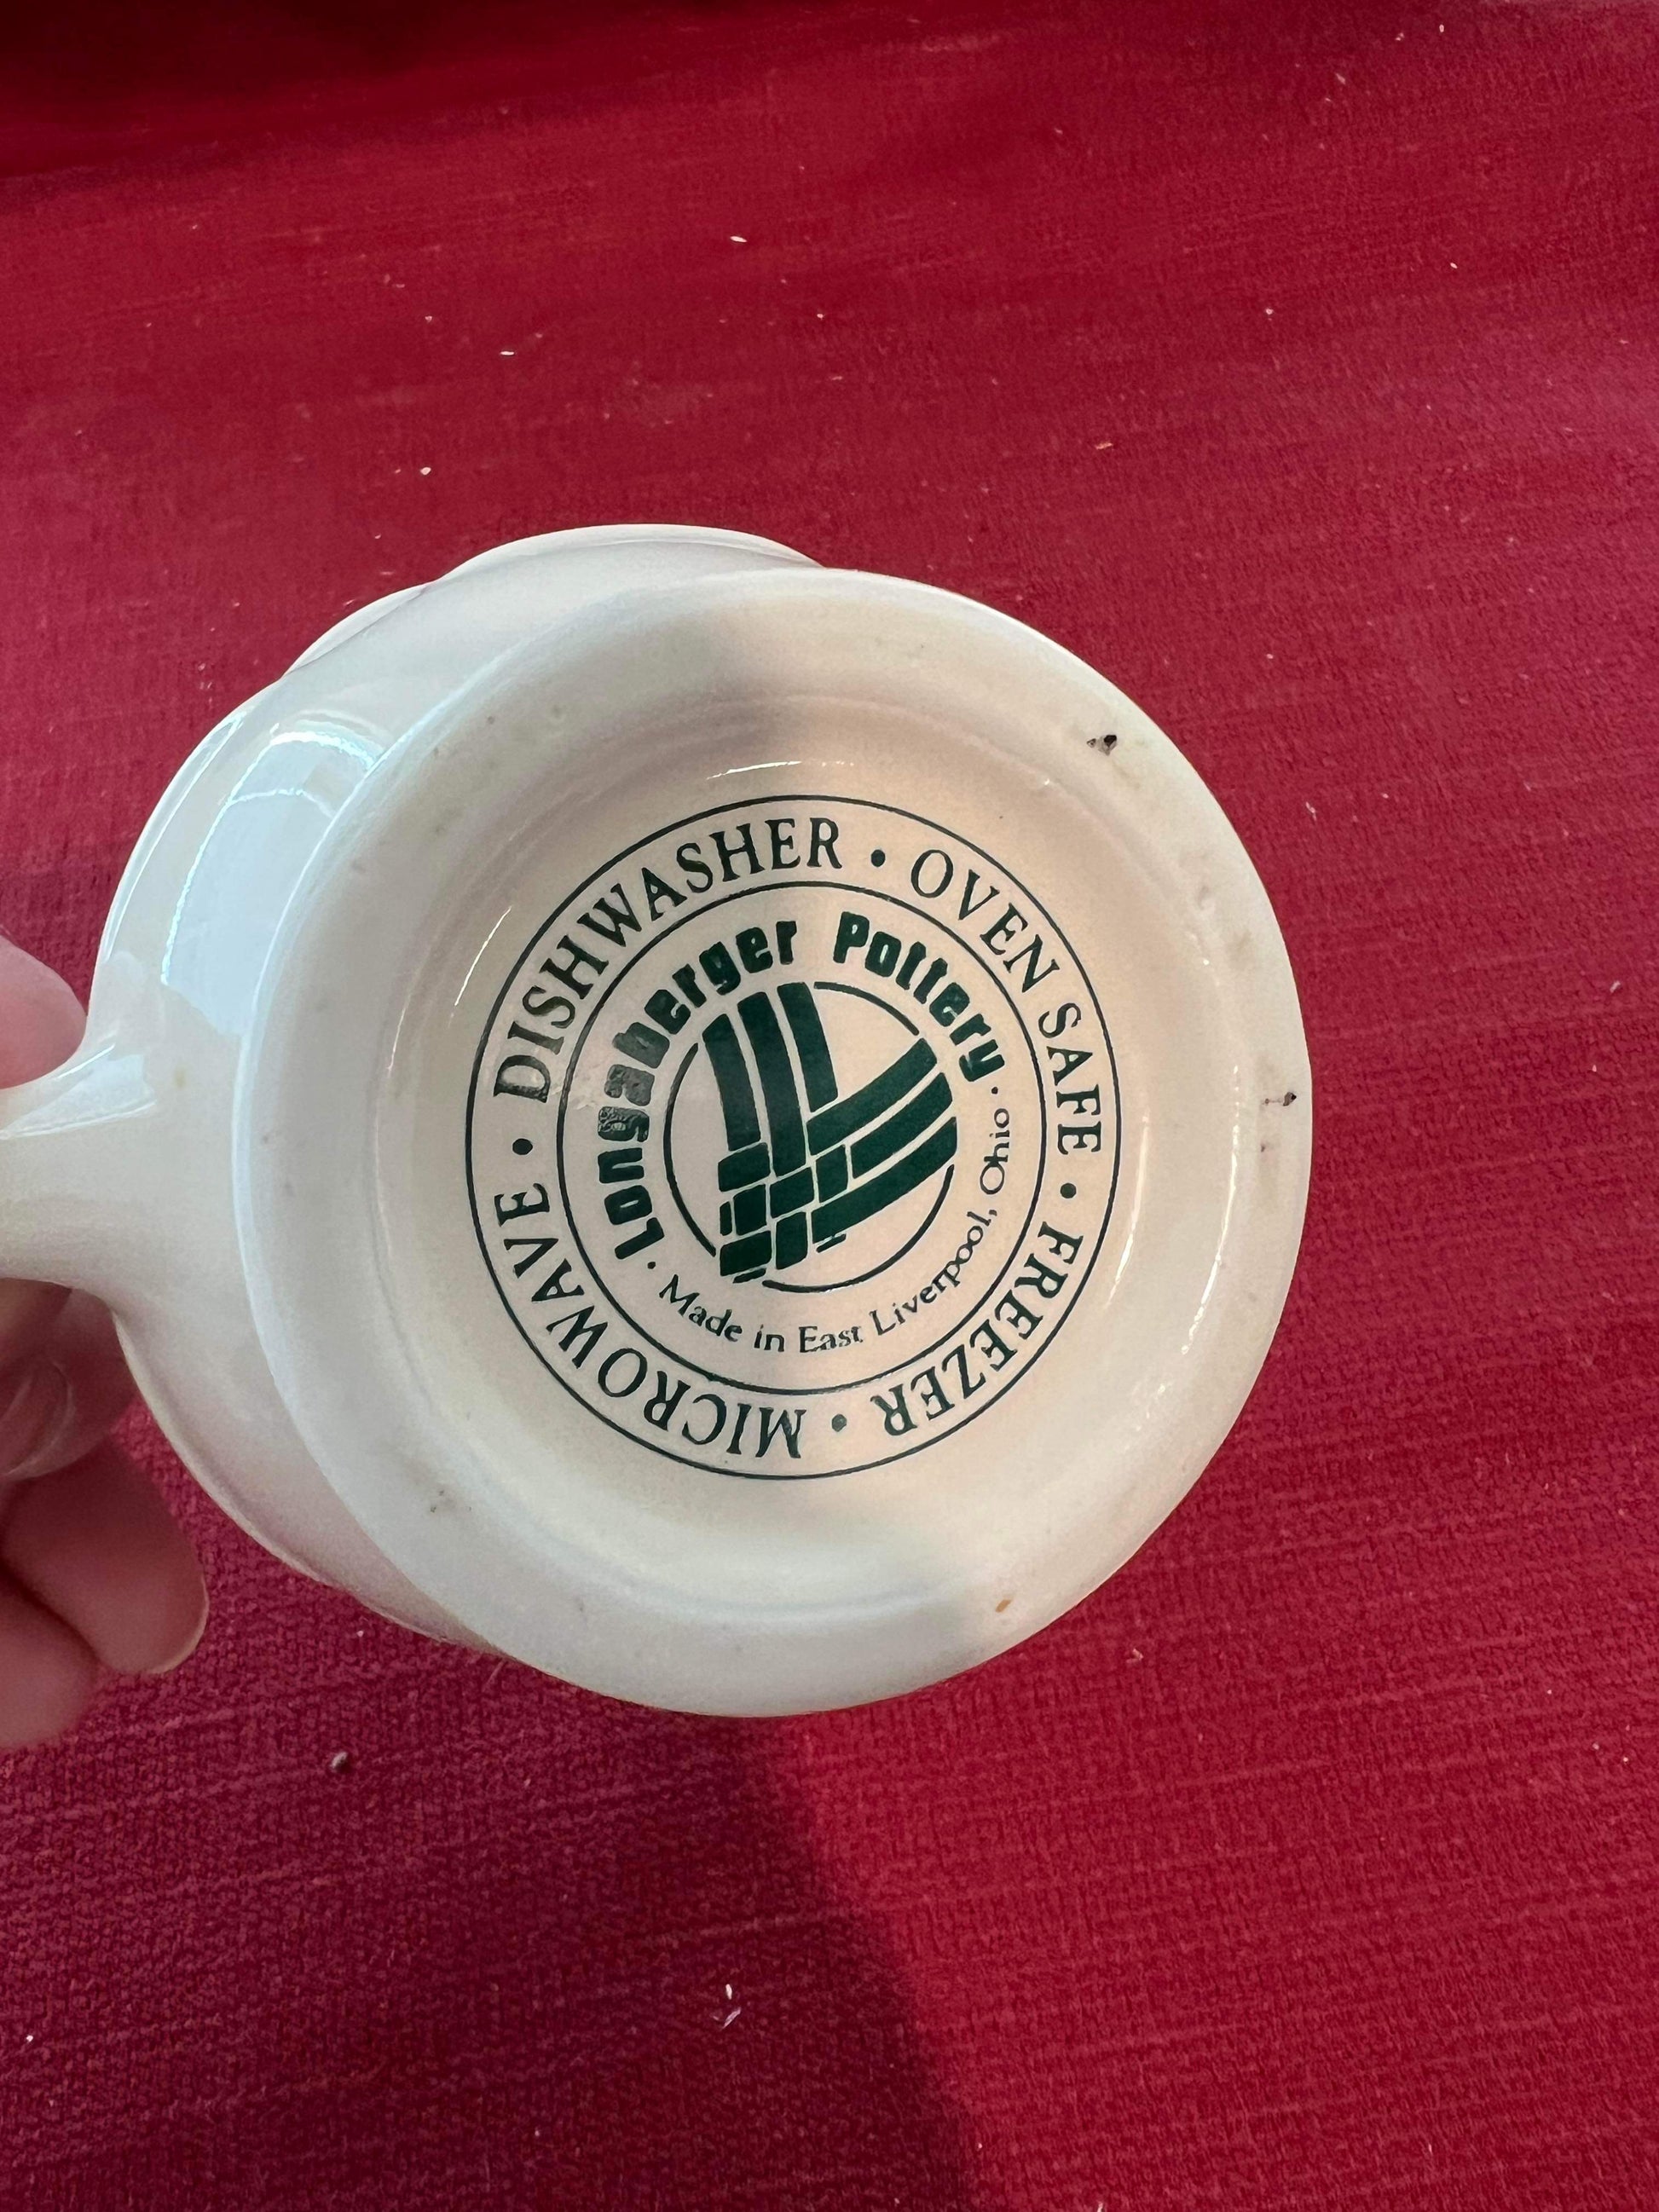 • DISHWASHER • OVEN SAFE • FREEZER • MICROWAVE
Longaberger Pottery
• Made in East Liverpool, Ohio •